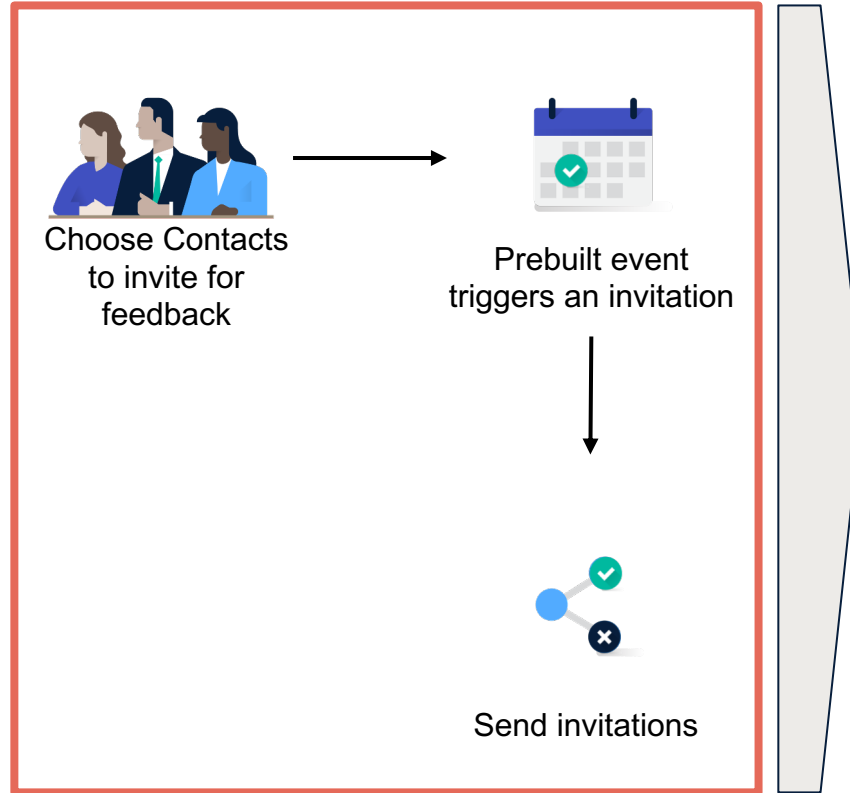 Choose Contacts
to invite for
feedback
Prebuilt event
triggers an invitation
Send invitations